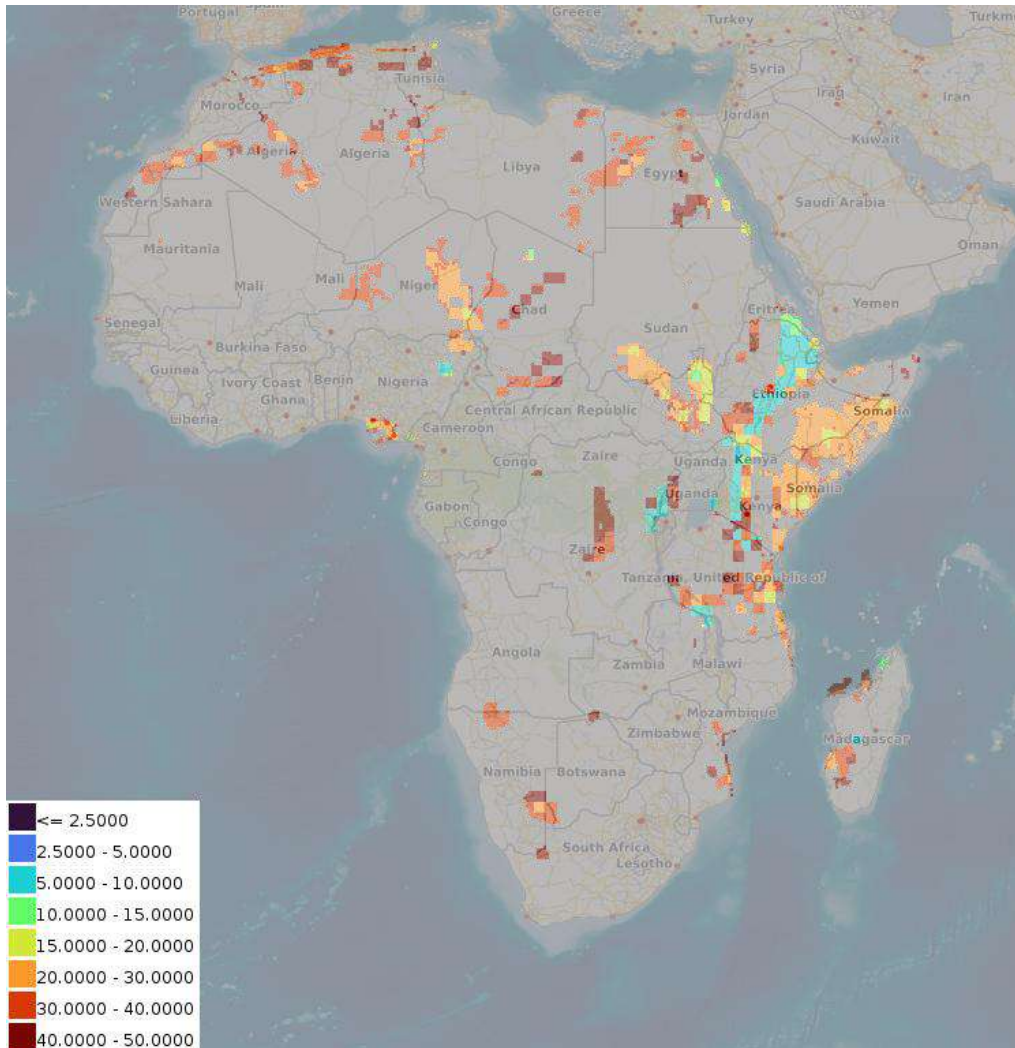 Portugal
Spain
Greece
Turkey
Turkm
Tunisia
Syria
Morocco
Iraq
Iran
Jordan
Kuwait
Algeria
Algeria
Libya
Egypt
Western Sahara
Saudi Arabia
Mauritania
Oman
Mali
Mali
Niger
Chad
Eritrea
Yemen
Senegal
Sudan
Burkina Faso
Guinea
Ivory Coast
Benin
Nigeria
Ethiopia
Ghana
Liberia
Central African Republic
Somalia
Cameroon
Congo
Zaire
Uganda
Kenya
Uganda
Somalia
Gabon
Kenya
Congo
Zaire
Tanzania, United Republic of
Angola
Zambia
Malawi
Mozambique
Zimbabwe
Madagascar
Namibia
Botswana
South Africa
Lesotho
<= 2.5000
2.5000 - 5.0000
5.0000 - 10.0000
10.0000 - 15.0000
15.0000 - 20.0000
20.0000 - 30.0000
30.0000 - 40.0000
40.0000 - 50.0000